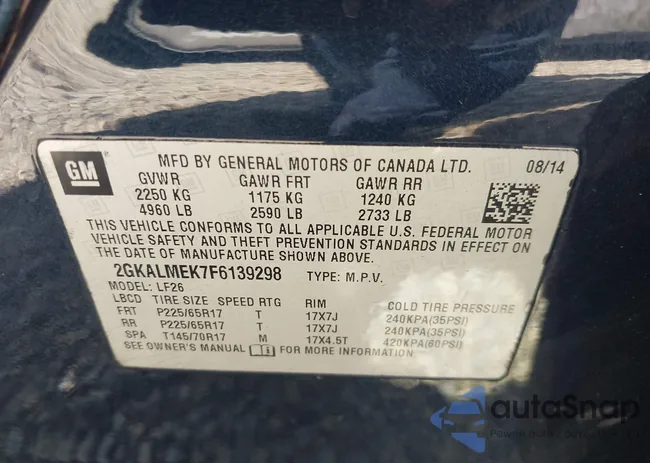 GM
MFD BY GENERAL MOTORS OF CANADA LTD. 08/14
GVWR GAWR FRT GAWR RR
2250 KG 1175 KG 1240 KG
4960 LB 2590 LB 2733 LB
THIS VEHICLE CONFORMS TO ALL APPLICABLE U.S. FEDERAL MOTOR
VEHICLE SAFETY AND THEFT PREVENTION STANDARDS IN EFFECT ON
THE DATE OF MANUFACTURE SHOWN ABOVE.
2GKALMEK7F6139298 TYPE: M.P.V.
MODEL: LF26
LBCD TIRE SIZE SPEED RTG RIM COLD TIRE PRESSURE
FRT P225/65R17 T 17X7J 240KPA(35PSI)
RR P225/65R17 T 17X7J 240KPA(35PSI)
SPA T145/70R17 M 17X4.5T 420KPA(60PSI)
SEE OWNER'S MANUAL FOR MORE INFORMATION
autoSnap